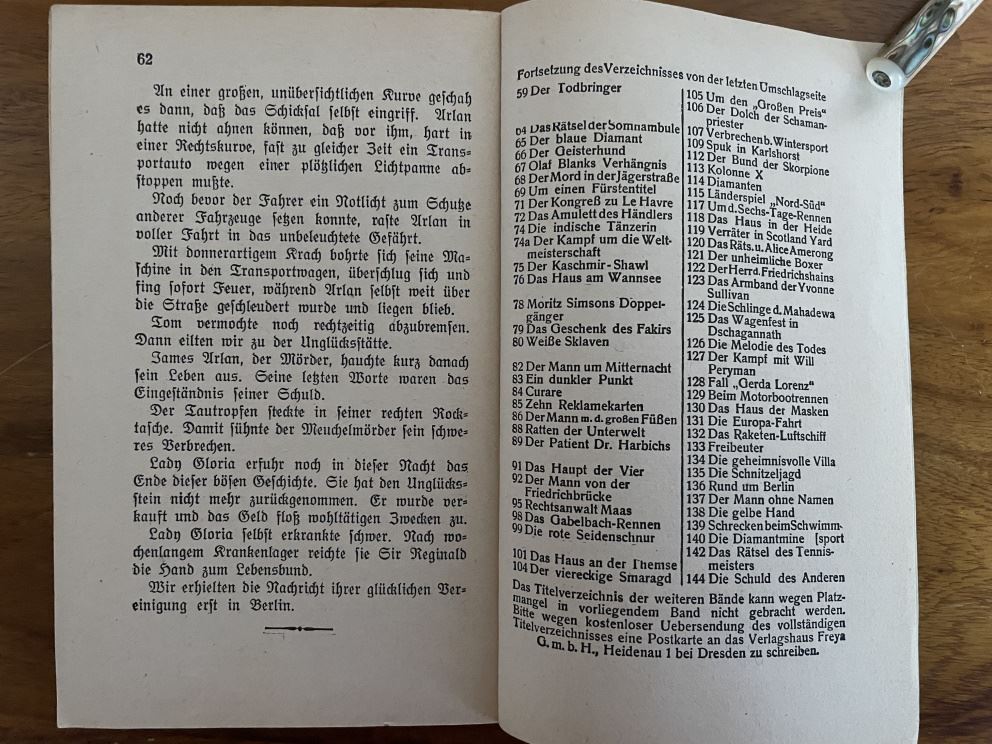 62
An einer großen, unübersichtlichen Kurve geschah
es dann, daß das Schicksal selbst eingriff. Arlan
hatte nicht ahnen können, daß vor ihm, hart in
einer Rechtskurve, fast zu gleicher Zeit ein Trans-
portauto wegen einer plötzlichen Lichtpanne ab-
stoppen mußte.
Noch bevor der Fahrer ein Notlicht zum Schutze
anderer Fahrzeuge setzen konnte, raste Arlan in
voller Fahrt in das unbeleuchtete Gefährt.
Mit donnerartigem Krach bohrte sich seine Ma-
schine in den Transportwagen, überschlug sich und
fing sofort Feuer, während Arlan selbst weit über
die Straße geschleudert wurde und liegen blieb.
Tom vermochte noch rechtzeitig abzubremsen.
Dann eilten wir zu der Unglücksstätte.
James Arlan, der Mörder, hauchte kurz danach
sein Leben aus. Seine letzten Worte waren das
Eingeständnis seiner Schuld.
Der Tautropfen steckte in seiner rechten Rock-
tasche. Damit sühnte der Meuchelmörder sein schwe-
res Verbrechen.
Lady Gloria erfuhr noch in dieser Nacht das
Ende dieser bösen Geschichte. Sie hat den Unglücks-
stein nicht mehr zurückgenommen. Er wurde ver-
kauft und das Geld floß wohltätigen Zwecken zu.
Lady Gloria selbst erkrankte schwer. Nach wo-
chenlangem Krankenlager reichte sie Sir Reginald
die Hand zum Lebensbund.
Wir erhielten die Nachricht ihrer glücklichen Ver-
einigung erst in Berlin.
Fortsetzung des Verzeichnisses von der letzten Umschlagseite
59 Der Todbringer
64 Das Rätsel der Somnambule
65 Der blaue Diamant
66 Der Geisterhund
67 Olaf Blanks Verhängnis
68 Der Mord in der Jägerstraße
69 Um einen Fürstentitel
71 Der Kongreß zu Le Havre
72 Das Amulett des Händlers
74 Die indische Tänzerin
74a Der Kampf um die Welt-
meisterschaft
75 Der Kaschmir-Shawl
76 Das Haus am Wannsee
78 Moritz Simsons Doppel-
gänger
79 Das Geschenk des Fakirs
80 Weiße Sklaven
82 Der Mann um Mitternacht
83 Ein dunkler Punkt
84 Curare
85 Zehn Reklamekarten
86 Der Mann m. d. großen Füßen
88 Ratten der Unterwelt
89 Der Patient Dr. Harbichs
91 Das Haupt der Vier
92 Der Mann von der
Friedrichbrücke
95 Rechtsanwalt Maas
98 Das Gabelbach-Rennen
99 Die rote Seidenschnur
101 Das Haus an der Themse
104 Der viereckige Smaragd
105 Um den „Großen Preis“
106 Der Dolch der Schaman-
priester
107 Verbrechen b. Wintersport
109 Spuk in Karlshorst
112 Der Bund der Skorpione
113 Kolonne X
114 Diamanten
115 Länderspiel „Nord-Süd“
117 Um d. Sechs-Tage-Rennen
118 Das Haus in der Heide
119 Verräter in Scotland Yard
120 Das Räts. u. Alice Amerong
121 Der unheimliche Boxer
122 Der Herr d. Friedrichshains
123 Das Armband der Yvonne
Sullivan
124 Die Schlinge d. Mahadewa
125 Das Wagenfest in
Dschagannath
126 Die Melodie des Todes
127 Der Kampf mit Will
Peryman
128 Fall „Gerda Lorenz“
129 Beim Motorbootrennen
130 Das Haus der Masken
131 Die Europa-Fahrt
132 Das Raketen-Luftschiff
133 Freibeuter
134 Die geheimnisvolle Villa
135 Die Schnitzeljagd
136 Rund um Berlin
137 Der Mann ohne Namen
138 Die gelbe Hand
139 Schrecken beim Schwimm-
140 Die Diamantmine [sport
142 Das Rätsel des Tennis-
meisters
144 Die Schuld des Anderen
Das Titelverzeichnis der weiteren Bände kann wegen Platz-
mangel in vorliegendem Band nicht gebracht werden.
Bitte wegen kostenloser Uebersendung des vollständigen
Titelverzeichnisses eine Postkarte an das Verlagshaus Freya
G. m. b. H., Heidenau 1 bei Dresden zu schreiben.